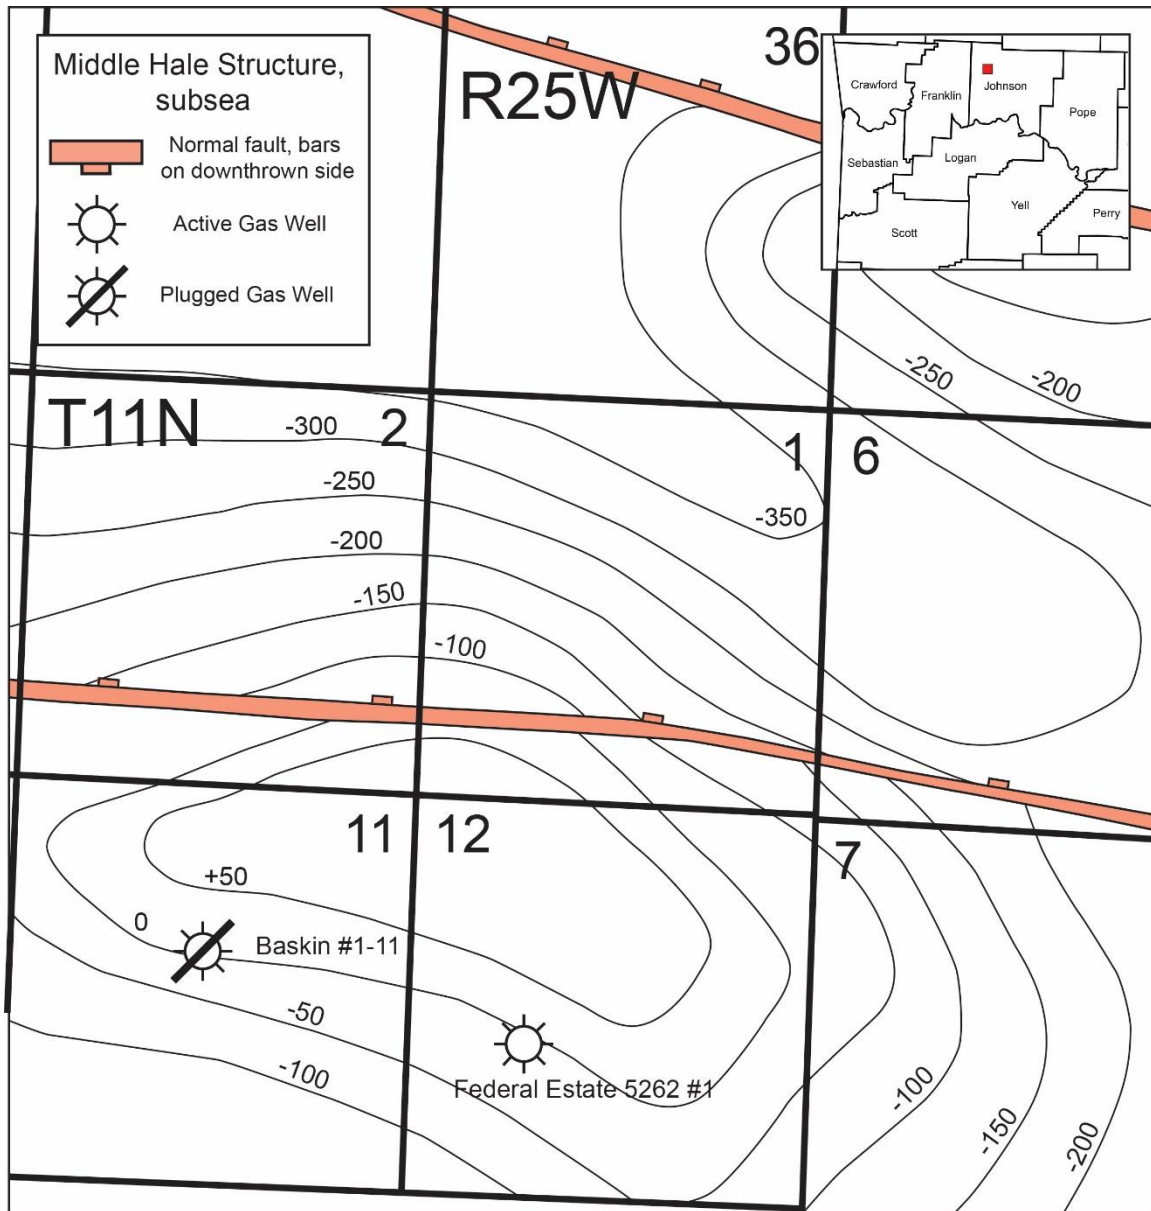 Middle Hale Structure,
subsea
Normal fault, bars
on downthrown side
Active Gas Well
Plugged Gas Well
R25W
36
Crawford
Franklin
Johnson
Pope
Sebastian
Logan
Yell
Perry
Scott
-250
-200
T11N
2
1
6
-300
-250
-200
-150
-100
-350
11
12
7
+50
0
Baskin #1-11
-50
-100
Federal Estate 5262 #1
-100
-150
-200